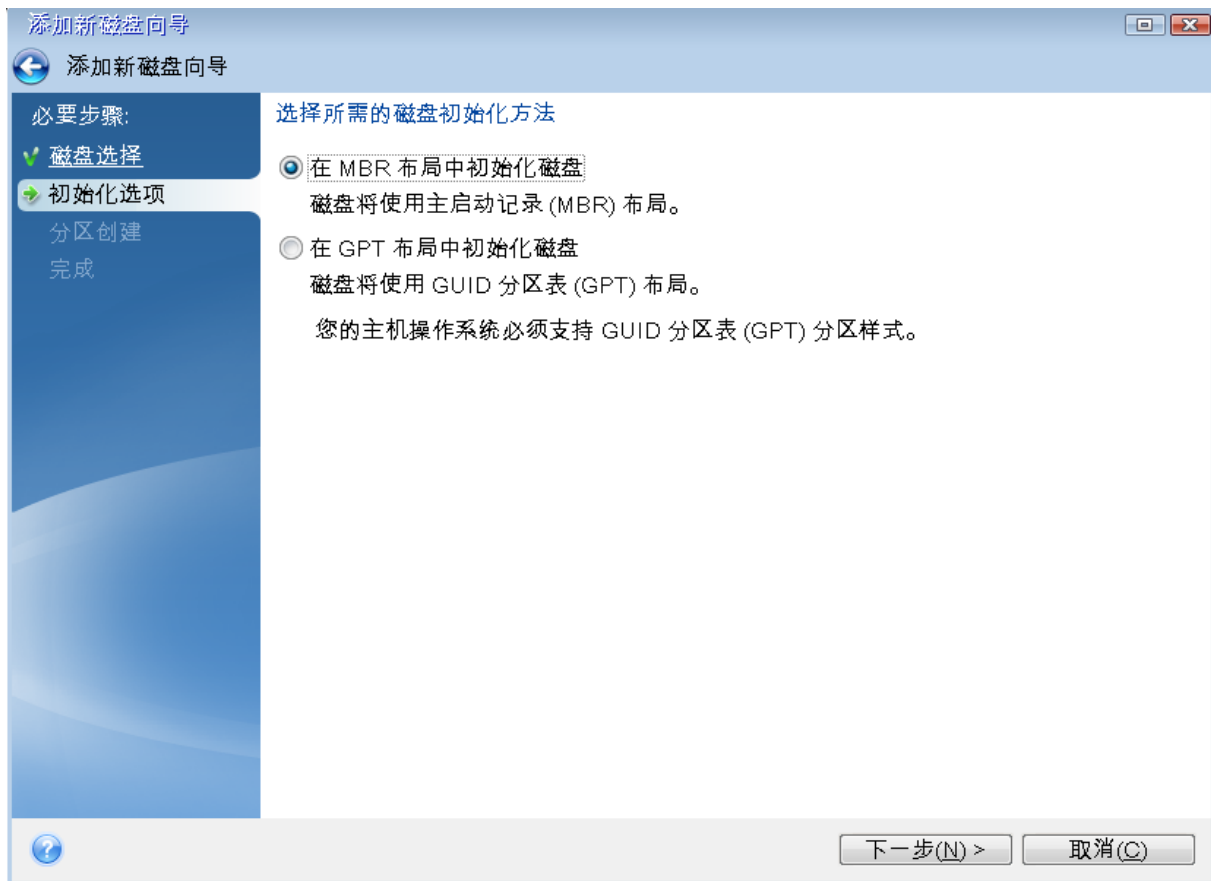 添加新磁盘向导
添加新磁盘向导
必要步骤:
磁盘选择
初始化选项
分区创建
完成
选择所需的磁盘初始化方法
在 MBR 布局中初始化磁盘
磁盘将使用主启动记录 (MBR) 布局。
在 GPT 布局中初始化磁盘
磁盘将使用 GUID 分区表 (GPT) 布局。
您的主机操作系统必须支持 GUID 分区表 (GPT) 分区样式。
下一步(N) >
取消(C)